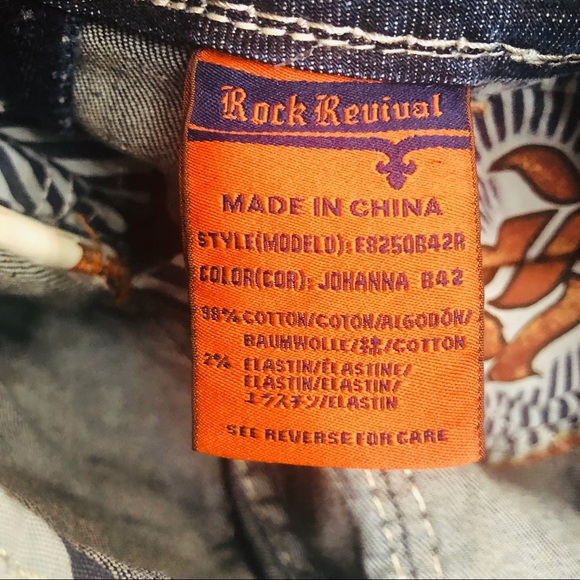 Rock Revival
MADE IN CHINA
STYLE(MODELO): E8250B42R
COLOR(COR): JOHANNA B42
98% COTTON/COTON/ALGODÓN/
BAUMWOLLE/綿/COTTON
2% ELASTIN/ÉLASTINE/
ELASTIN/ELASTIN/
エラスチン/ELASTIN
SEE REVERSE FOR CARE